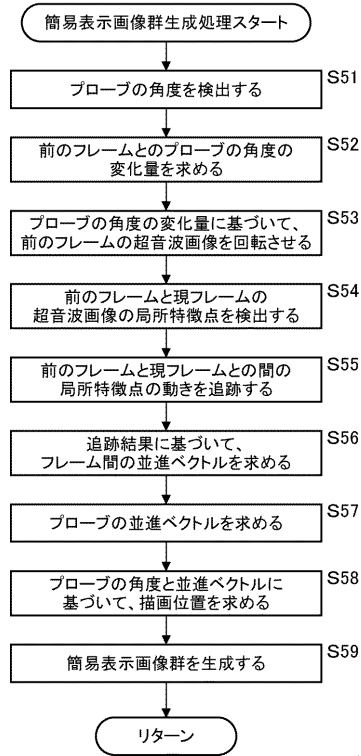 簡易表示画像群生成処理スタート
S51
プローブの角度を検出する
S52
前のフレームとのプローブの角度の
変化量を求める
S53
プローブの角度の変化量に基づいて、
前のフレームの超音波画像を回転させる
S54
前のフレームと現フレームの
超音波画像の局所特徴点を検出する
S55
前のフレームと現フレームとの間の
局所特徴点の動きを追跡する
S56
追跡結果に基づいて、
フレーム間の並進ベクトルを求める
S57
プローブの並進ベクトルを求める
S58
プローブの角度と並進ベクトルに
基づいて、描画位置を求める
S59
簡易表示画像群を生成する
リターン